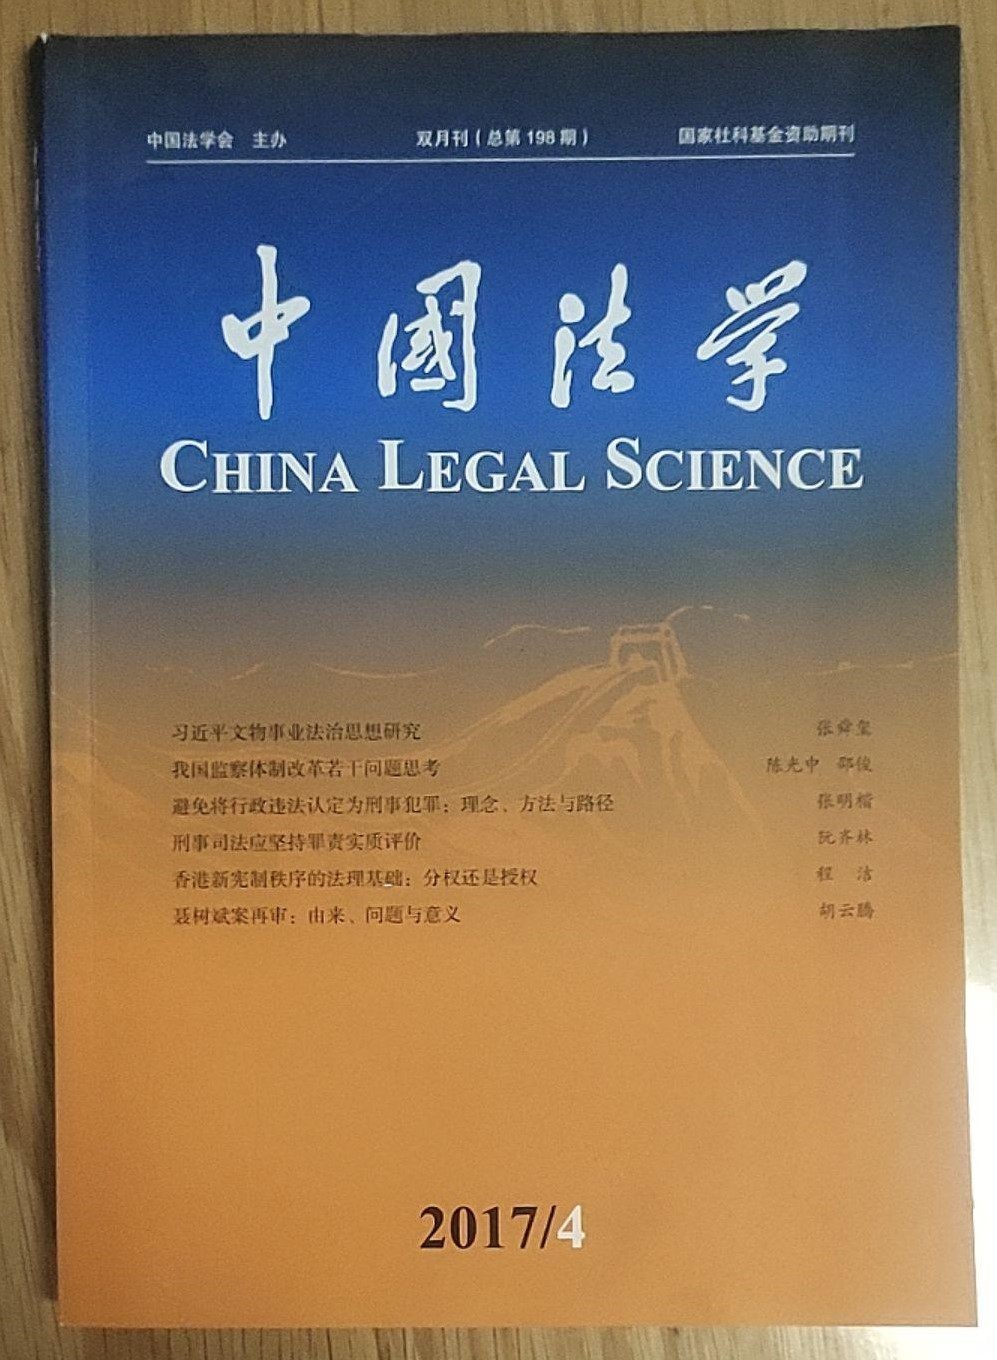 中国法学会 主办 双月刊(总第198期) 国家社科基金资助期刊
中國法学
CHINA LEGAL SCIENCE
习近平文物事业法治思想研究 张舜玺
我国监察体制改革若干问题思考 陈光中 邵俊
避免将行政违法认定为刑事犯罪：理念、方法与路径 张明楷
刑事司法应坚持罪责实质评价 阮齐林
香港新宪制秩序的法理基础：分权还是授权 程 洁
聂树斌案再审：由来、问题与意义 胡云腾
2017/4